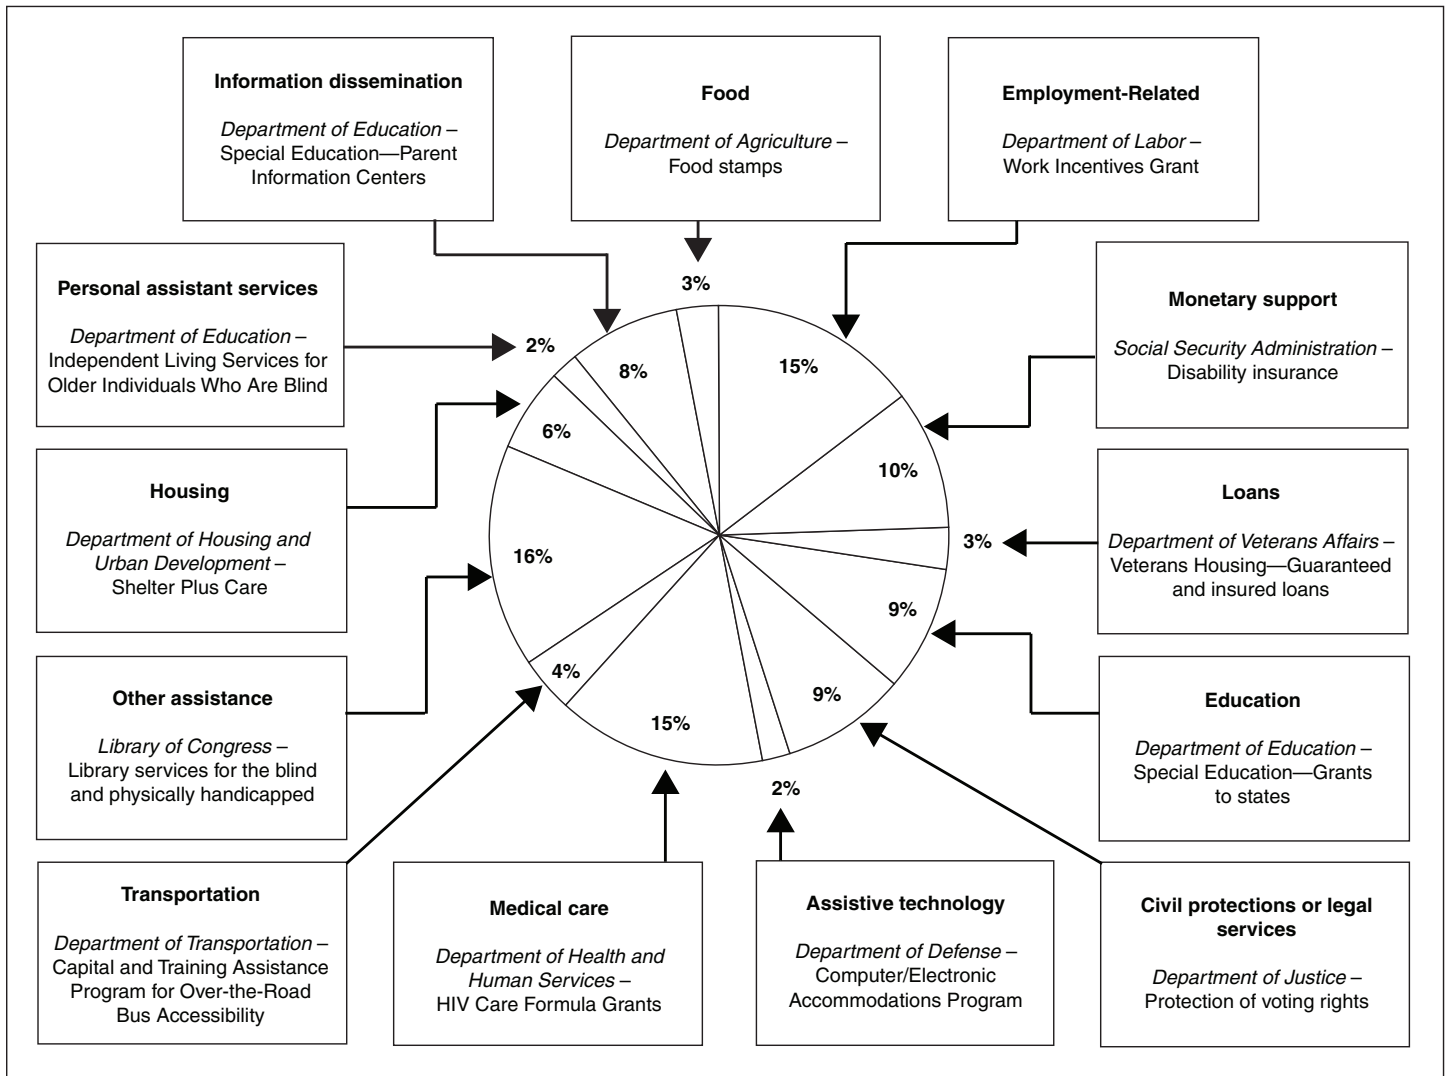 Information dissemination
Department of Education –
Special Education—Parent
Information Centers
Food
Department of Agriculture –
Food stamps
Employment-Related
Department of Labor –
Work Incentives Grant
Personal assistant services
Department of Education –
Independent Living Services for
Older Individuals Who Are Blind
Monetary support
Social Security Administration –
Disability insurance
Housing
Department of Housing and
Urban Development –
Shelter Plus Care
Loans
Department of Veterans Affairs –
Veterans Housing—Guaranteed
and insured loans
Other assistance
Library of Congress –
Library services for the blind
and physically handicapped
Education
Department of Education –
Special Education—Grants
to states
Transportation
Department of Transportation –
Capital and Training Assistance
Program for Over-the-Road
Bus Accessibility
Medical care
Department of Health and
Human Services –
HIV Care Formula Grants
Assistive technology
Department of Defense –
Computer/Electronic
Accommodations Program
Civil protections or legal
services
Department of Justice –
Protection of voting rights
3%
15%
10%
3%
9%
9%
2%
15%
4%
16%
6%
2%
8%